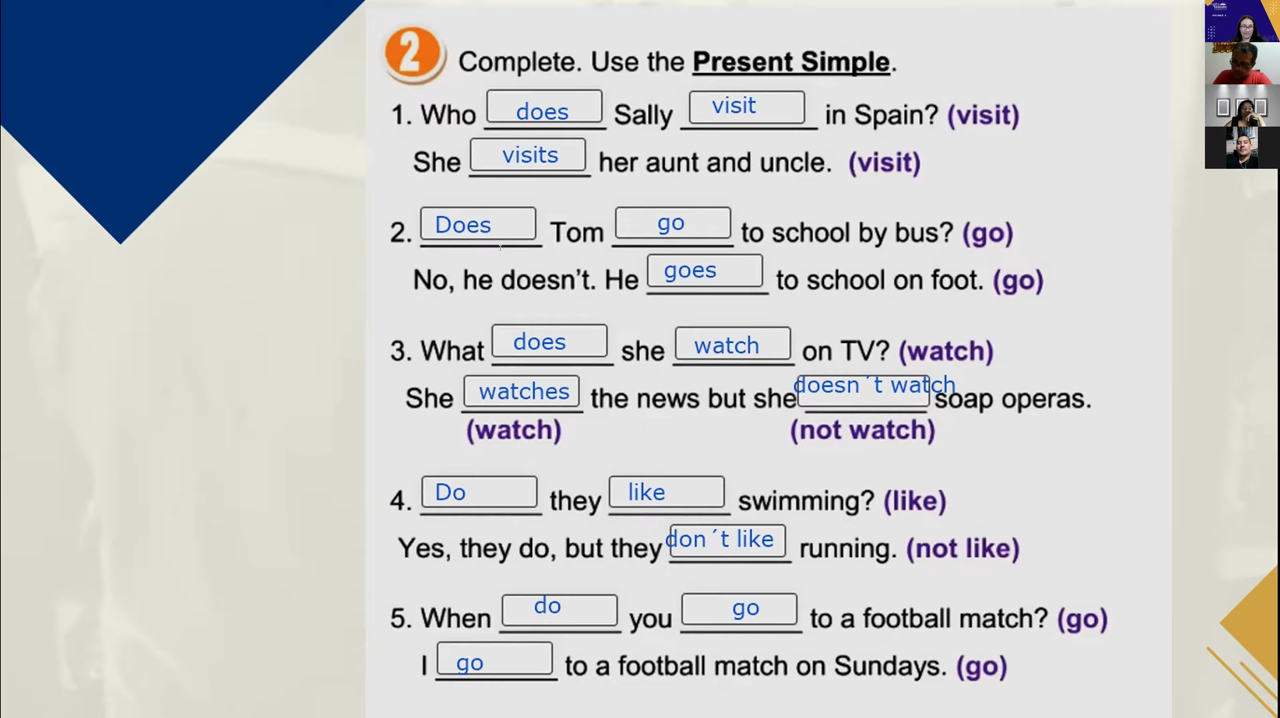 2 Complete. Use the Present Simple.
1. Who does Sally visit in Spain? (visit)
She visits her aunt and uncle. (visit)
2. Does Tom go to school by bus? (go)
No, he doesn't. He goes to school on foot. (go)
3. What does she watch on TV? (watch)
She watches the news but she doesn´t watch soap operas.
(watch) (not watch)
4. Do they like swimming? (like)
Yes, they do, but they don´t like running. (not like)
5. When do you go to a football match? (go)
I go to a football match on Sundays. (go)